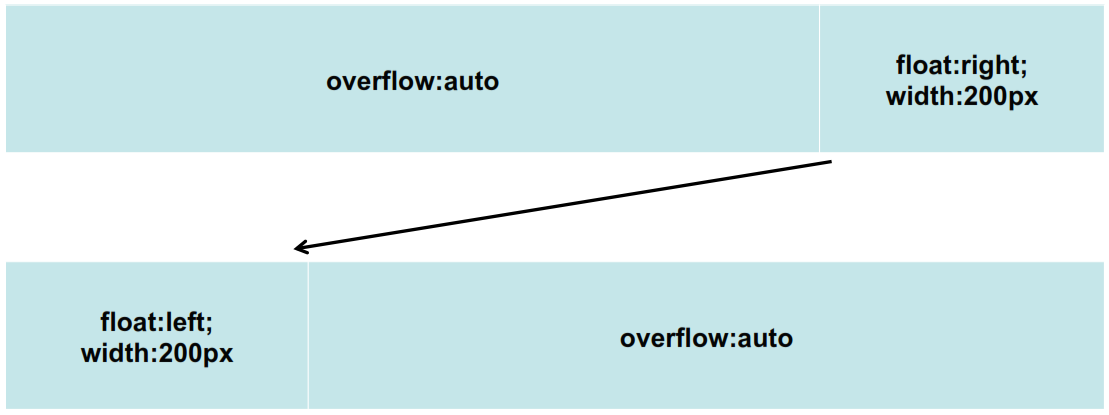 overflow:auto
float:right;
width:200px
float:left;
width:200px
overflow:auto